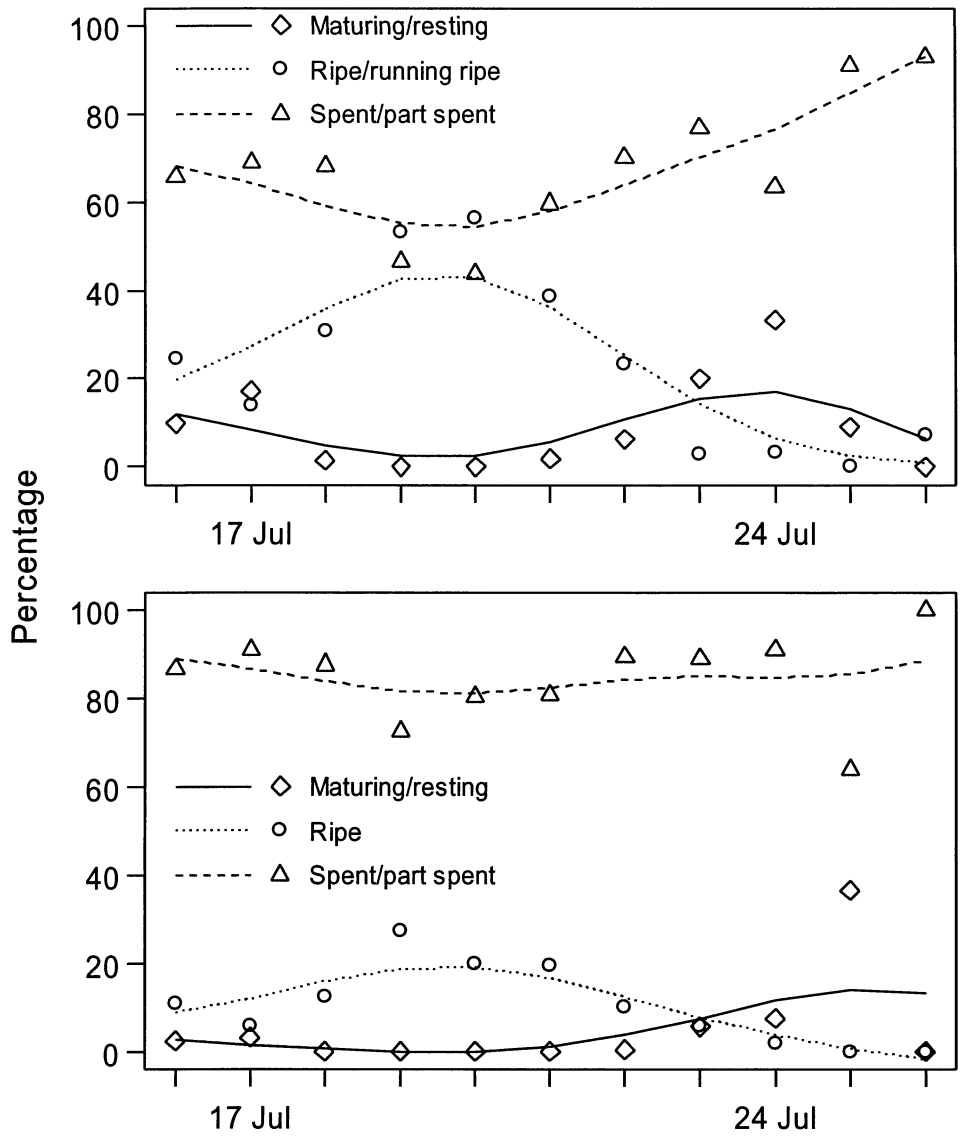 100
80
60
40
20
0
Maturing/resting
Ripe/running ripe
Spent/part spent
17 Jul
24 Jul
Percentage
100
80
60
40
20
0
Maturing/resting
Ripe
Spent/part spent
17 Jul
24 Jul